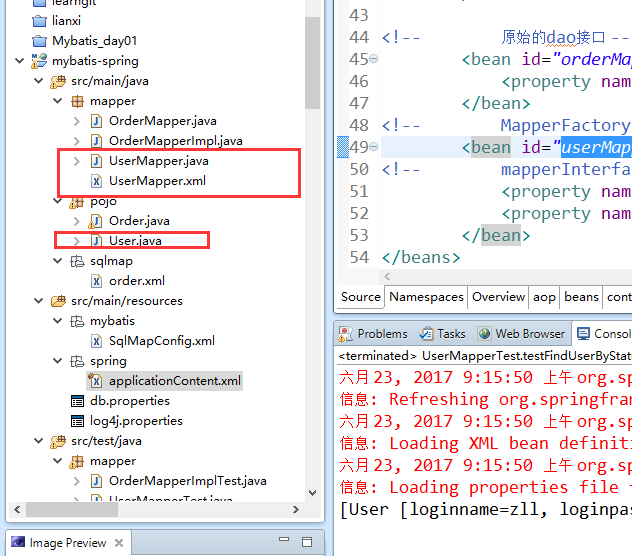 learngit
lianxi
Mybatis_day01
mybatis-spring
src/main/java
mapper
OrderMapper.java
OrderMapperImpl.java
UserMapper.java
UserMapper.xml
pojo
Order.java
User.java
sqlmap
order.xml
src/main/resources
mybatis
SqlMapConfig.xml
spring
applicationContent.xml
db.properties
log4j.properties
src/test/java
mapper
OrderMapperImplTest.java
UserMapperTest.java
Image Preview
43
44 <!-- 原始的dao接口 --
45 <bean id="orderMap
46 <property nam
47 </bean>
48 <!-- MapperFactory
49 <bean id="userMap
50 <!-- mapperInterfa
51 <property nam
52 <property nam
53 </bean>
54 </beans>
Source Namespaces Overview aop beans cont
Problems Tasks Web Browser Consol
<terminated> UserMapperTest.testFindUserByStat
六月 23, 2017 9:15:50 上午 org.sp
信息: Refreshing org.springfram
六月 23, 2017 9:15:50 上午 org.sp
信息: Loading XML bean definiti
六月 23, 2017 9:15:50 上午 org.sp
信息: Loading properties file f
[User [loginname=zll, loginpas